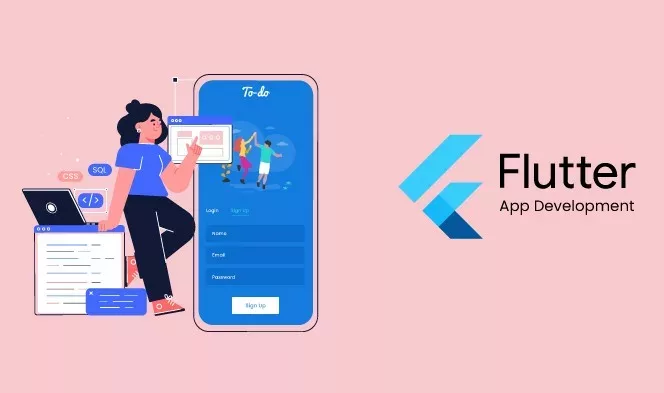 To-do
CSS
SQL
</>
Login
Sign Up
Name
Email
Password
Sign Up
Flutter
App Development